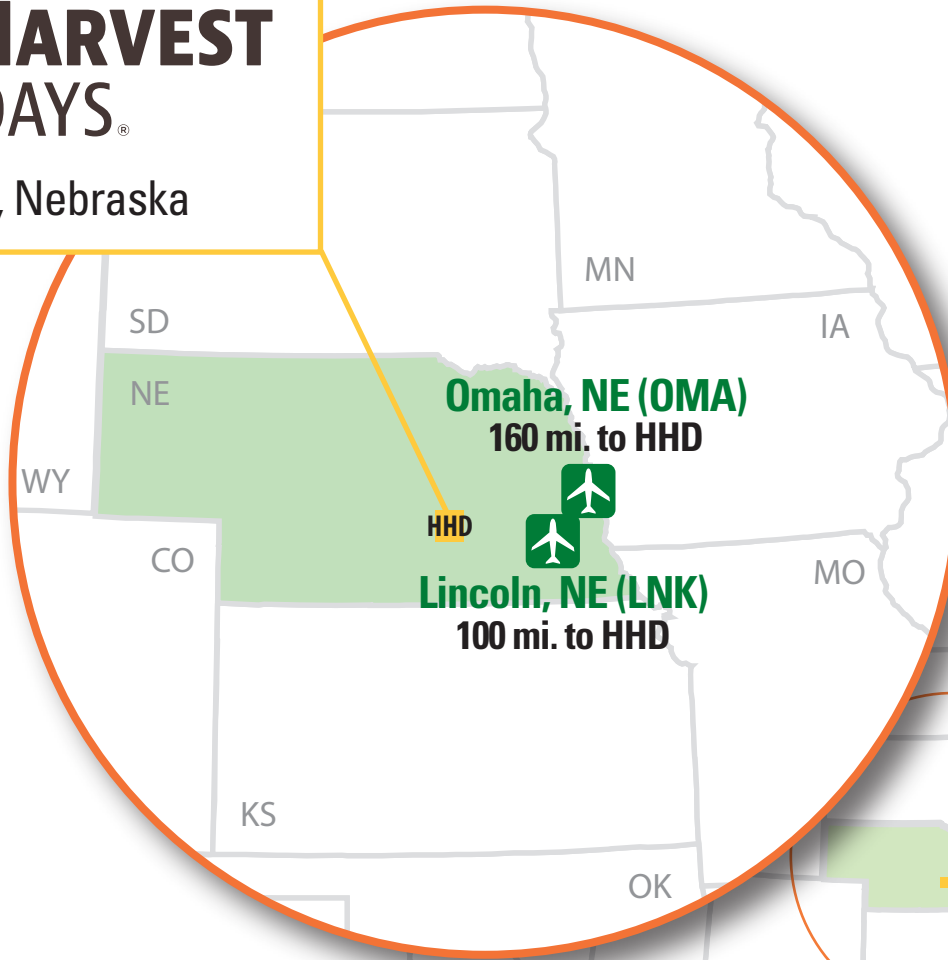 HARVEST
DAYS®
, Nebraska
MN
SD
IA
NE
Omaha, NE (OMA)
160 mi. to HHD
WY
HHD
CO
MO
Lincoln, NE (LNK)
100 mi. to HHD
KS
OK